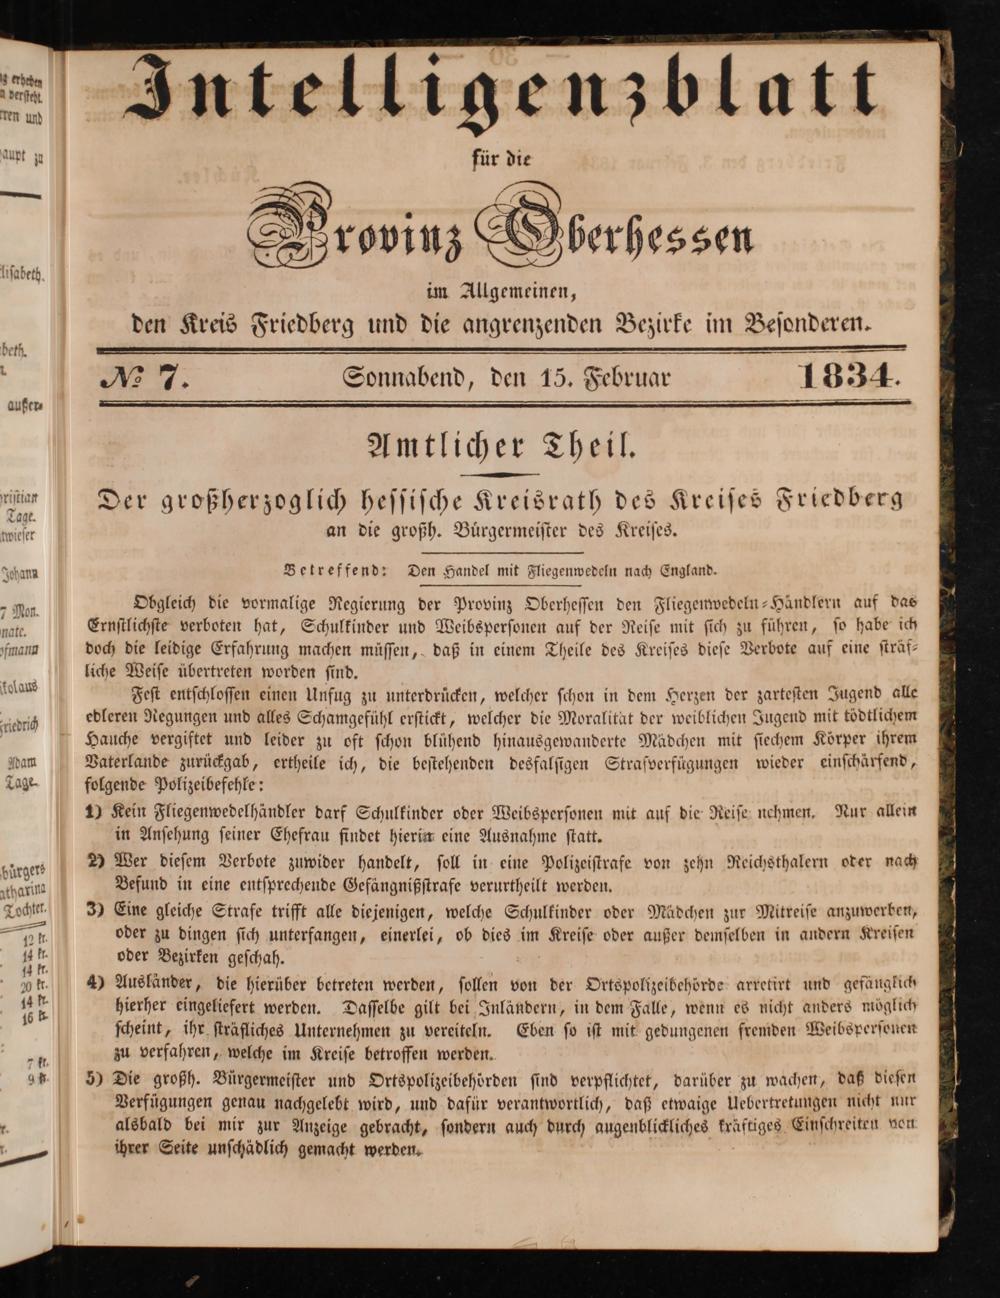 Intelligenzblatt
für die
Provinz Oberhessen
im Allgemeinen,
den Kreis Friedberg und die angrenzenden Bezirke im Besonderen.
№ 7. Sonnabend, den 15. Februar 1834.
Amtlicher Theil.
Der großherzoglich hessische Kreisrath des Kreises Friedberg
an die großh. Bürgermeister des Kreises.
Betreffend: Den Handel mit Fliegenwedeln nach England.
Obgleich die vormalige Regierung der Provinz Oberhessen den Fliegenwedeln-Händlern auf das
Ernstlichste verboten hat, Schulkinder und Weibspersonen auf der Reise mit sich zu führen, so habe ich
doch die leidige Erfahrung machen müssen, daß in einem Theile des Kreises diese Verbote auf eine sträf-
liche Weise übertreten worden sind.
Fest entschlossen einen Unfug zu unterdrücken, welcher schon in dem Herzen der zartesten Jugend alle
edleren Regungen und alles Schamgefühl erstickt, welcher die Moralität der weiblichen Jugend mit tödtlichem
Hauche vergiftet und leider zu oft schon blühend hinausgewanderte Mädchen mit siechem Körper ihrem
Vaterlande zurückgab, ertheile ich, die bestehenden desfalsigen Strafverfügungen wieder einschärfend,
folgende Polizeibefehle:
1) Kein Fliegenwedelhändler darf Schulkinder oder Weibspersonen mit auf die Reise nehmen. Nur allein
in Ansehung seiner Ehefrau findet hierin eine Ausnahme statt.
2) Wer diesem Verbote zuwider handelt, soll in eine Polizeistrafe von zehn Reichsthalern oder nach
Befund in eine entsprechende Gefängnißstrafe verurtheilt werden.
3) Eine gleiche Strafe trifft alle diejenigen, welche Schulkinder oder Mädchen zur Mitreise anzuwerben,
oder zu dingen sich unterfangen, einerlei, ob dies im Kreise oder außer demselben in andern Kreisen
oder Bezirken geschah.
4) Ausländer, die hierüber betreten werden, sollen von der Ortspolizeibehörde arretirt und gefänglich
hierher eingeliefert werden. Dasselbe gilt bei Inländern, in dem Falle, wenn es nicht anders möglich
scheint, ihr sträfliches Unternehmen zu vereiteln. Eben so ist mit gedungenen fremden Weibspersonen
zu verfahren, welche im Kreise betroffen werden.
5) Die großh. Bürgermeister und Ortspolizeibehörden sind verpflichtet, darüber zu wachen, daß diesen
Verfügungen genau nachgelebt wird, und dafür verantwortlich, daß etwaige Uebertretungen nicht nur
alsbald bei mir zur Anzeige gebracht, sondern auch durch augenblickliches kräftiges Einschreiten von
ihrer Seite unschädlich gemacht werden.